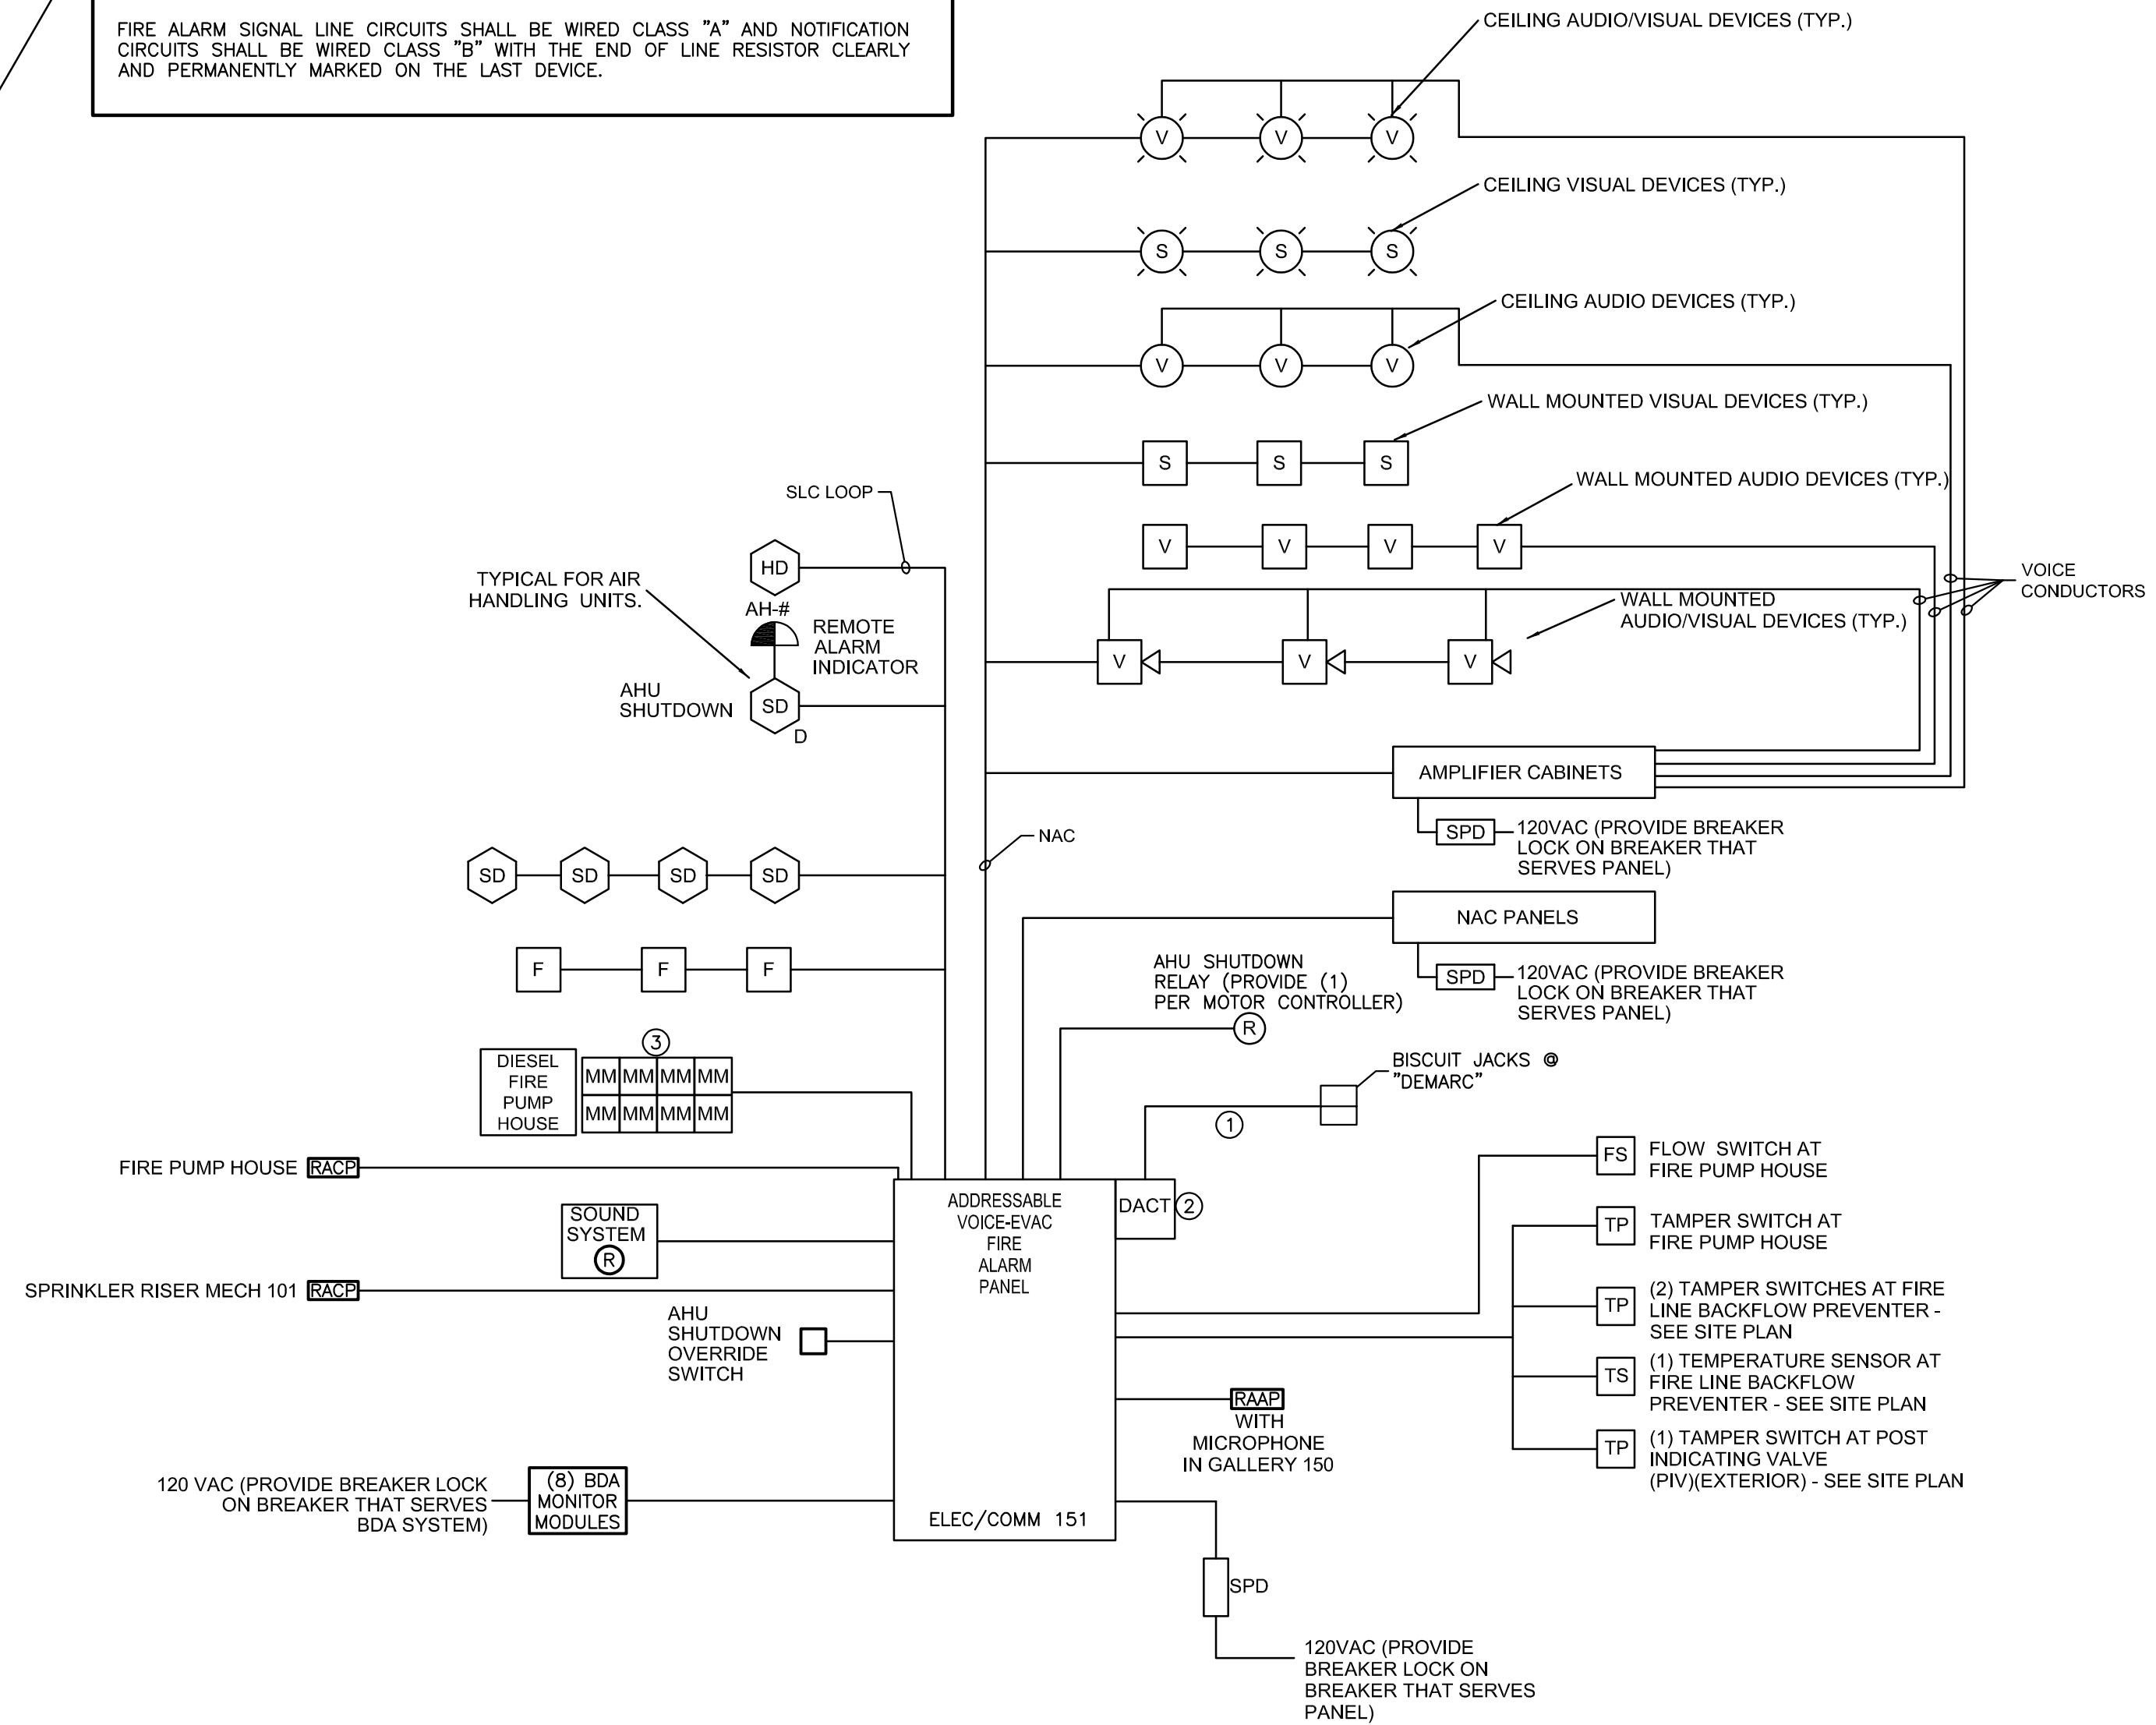 FIRE ALARM SIGNAL LINE CIRCUITS SHALL BE WIRED CLASS "A" AND NOTIFICATION
CIRCUITS SHALL BE WIRED CLASS "B" WITH THE END OF LINE RESISTOR CLEARLY
AND PERMANENTLY MARKED ON THE LAST DEVICE.
CEILING AUDIO/VISUAL DEVICES (TYP.)
V V V
CEILING VISUAL DEVICES (TYP.)
S S S
CEILING AUDIO DEVICES (TYP.)
V V V
WALL MOUNTED VISUAL DEVICES (TYP.)
S S S
WALL MOUNTED AUDIO DEVICES (TYP.)
V V V V
VOICE
CONDUCTORS
WALL MOUNTED
AUDIO/VISUAL DEVICES (TYP.)
V V V
SLC LOOP
HD
TYPICAL FOR AIR
HANDLING UNITS.
AH-#
REMOTE
ALARM
INDICATOR
AHU
SHUTDOWN
SD
D
AMPLIFIER CABINETS
SPD
120VAC (PROVIDE BREAKER
LOCK ON BREAKER THAT
SERVES PANEL)
NAC
SD SD SD SD
NAC PANELS
SPD
120VAC (PROVIDE BREAKER
LOCK ON BREAKER THAT
SERVES PANEL)
F F F
AHU SHUTDOWN
RELAY (PROVIDE (1)
PER MOTOR CONTROLLER)
R
3
DIESEL
FIRE
PUMP
HOUSE
MM MM MM MM
MM MM MM MM
BISCUIT JACKS @
"DEMARC"
1
FIRE PUMP HOUSE RACP
SOUND
SYSTEM
R
SPRINKLER RISER MECH 101 RACP
AHU
SHUTDOWN
OVERRIDE
SWITCH
120 VAC (PROVIDE BREAKER LOCK
ON BREAKER THAT SERVES
BDA SYSTEM)
(8) BDA
MONITOR
MODULES
ADDRESSABLE
VOICE-EVAC
FIRE
ALARM
PANEL
ELEC/COMM 151
DACT 2
FS
FLOW SWITCH AT
FIRE PUMP HOUSE
TP
TAMPER SWITCH AT
FIRE PUMP HOUSE
TP
(2) TAMPER SWITCHES AT FIRE
LINE BACKFLOW PREVENTER -
SEE SITE PLAN
TS
(1) TEMPERATURE SENSOR AT
FIRE LINE BACKFLOW
PREVENTER - SEE SITE PLAN
TP
(1) TAMPER SWITCH AT POST
INDICATING VALVE
(PIV)(EXTERIOR) - SEE SITE PLAN
RAAP
WITH
MICROPHONE
IN GALLERY 150
SPD
120VAC (PROVIDE
BREAKER LOCK ON
BREAKER THAT SERVES
PANEL)